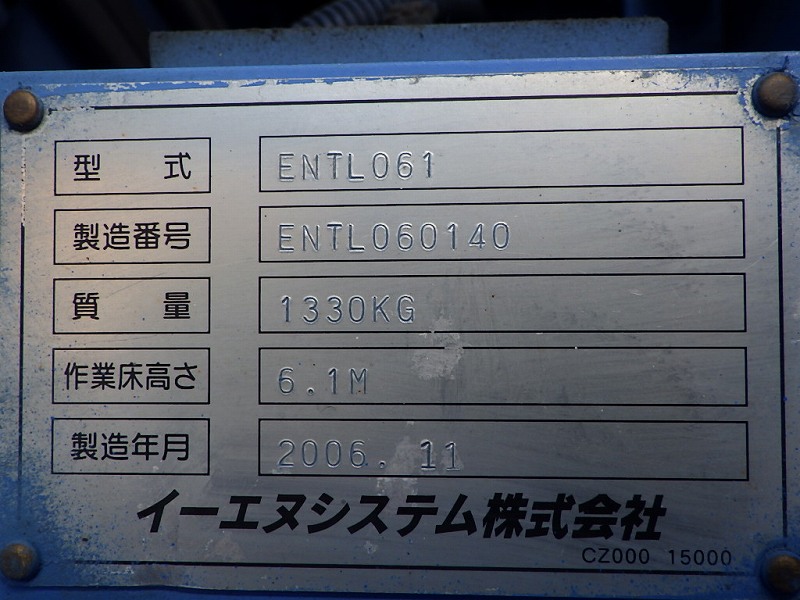 型 式 ENTL061
製造番号 ENTL060140
質 量 1330KG
作業床高さ 6.1M
製造年月 2006. 11
イーエヌシステム株式会社
CZ000 15000